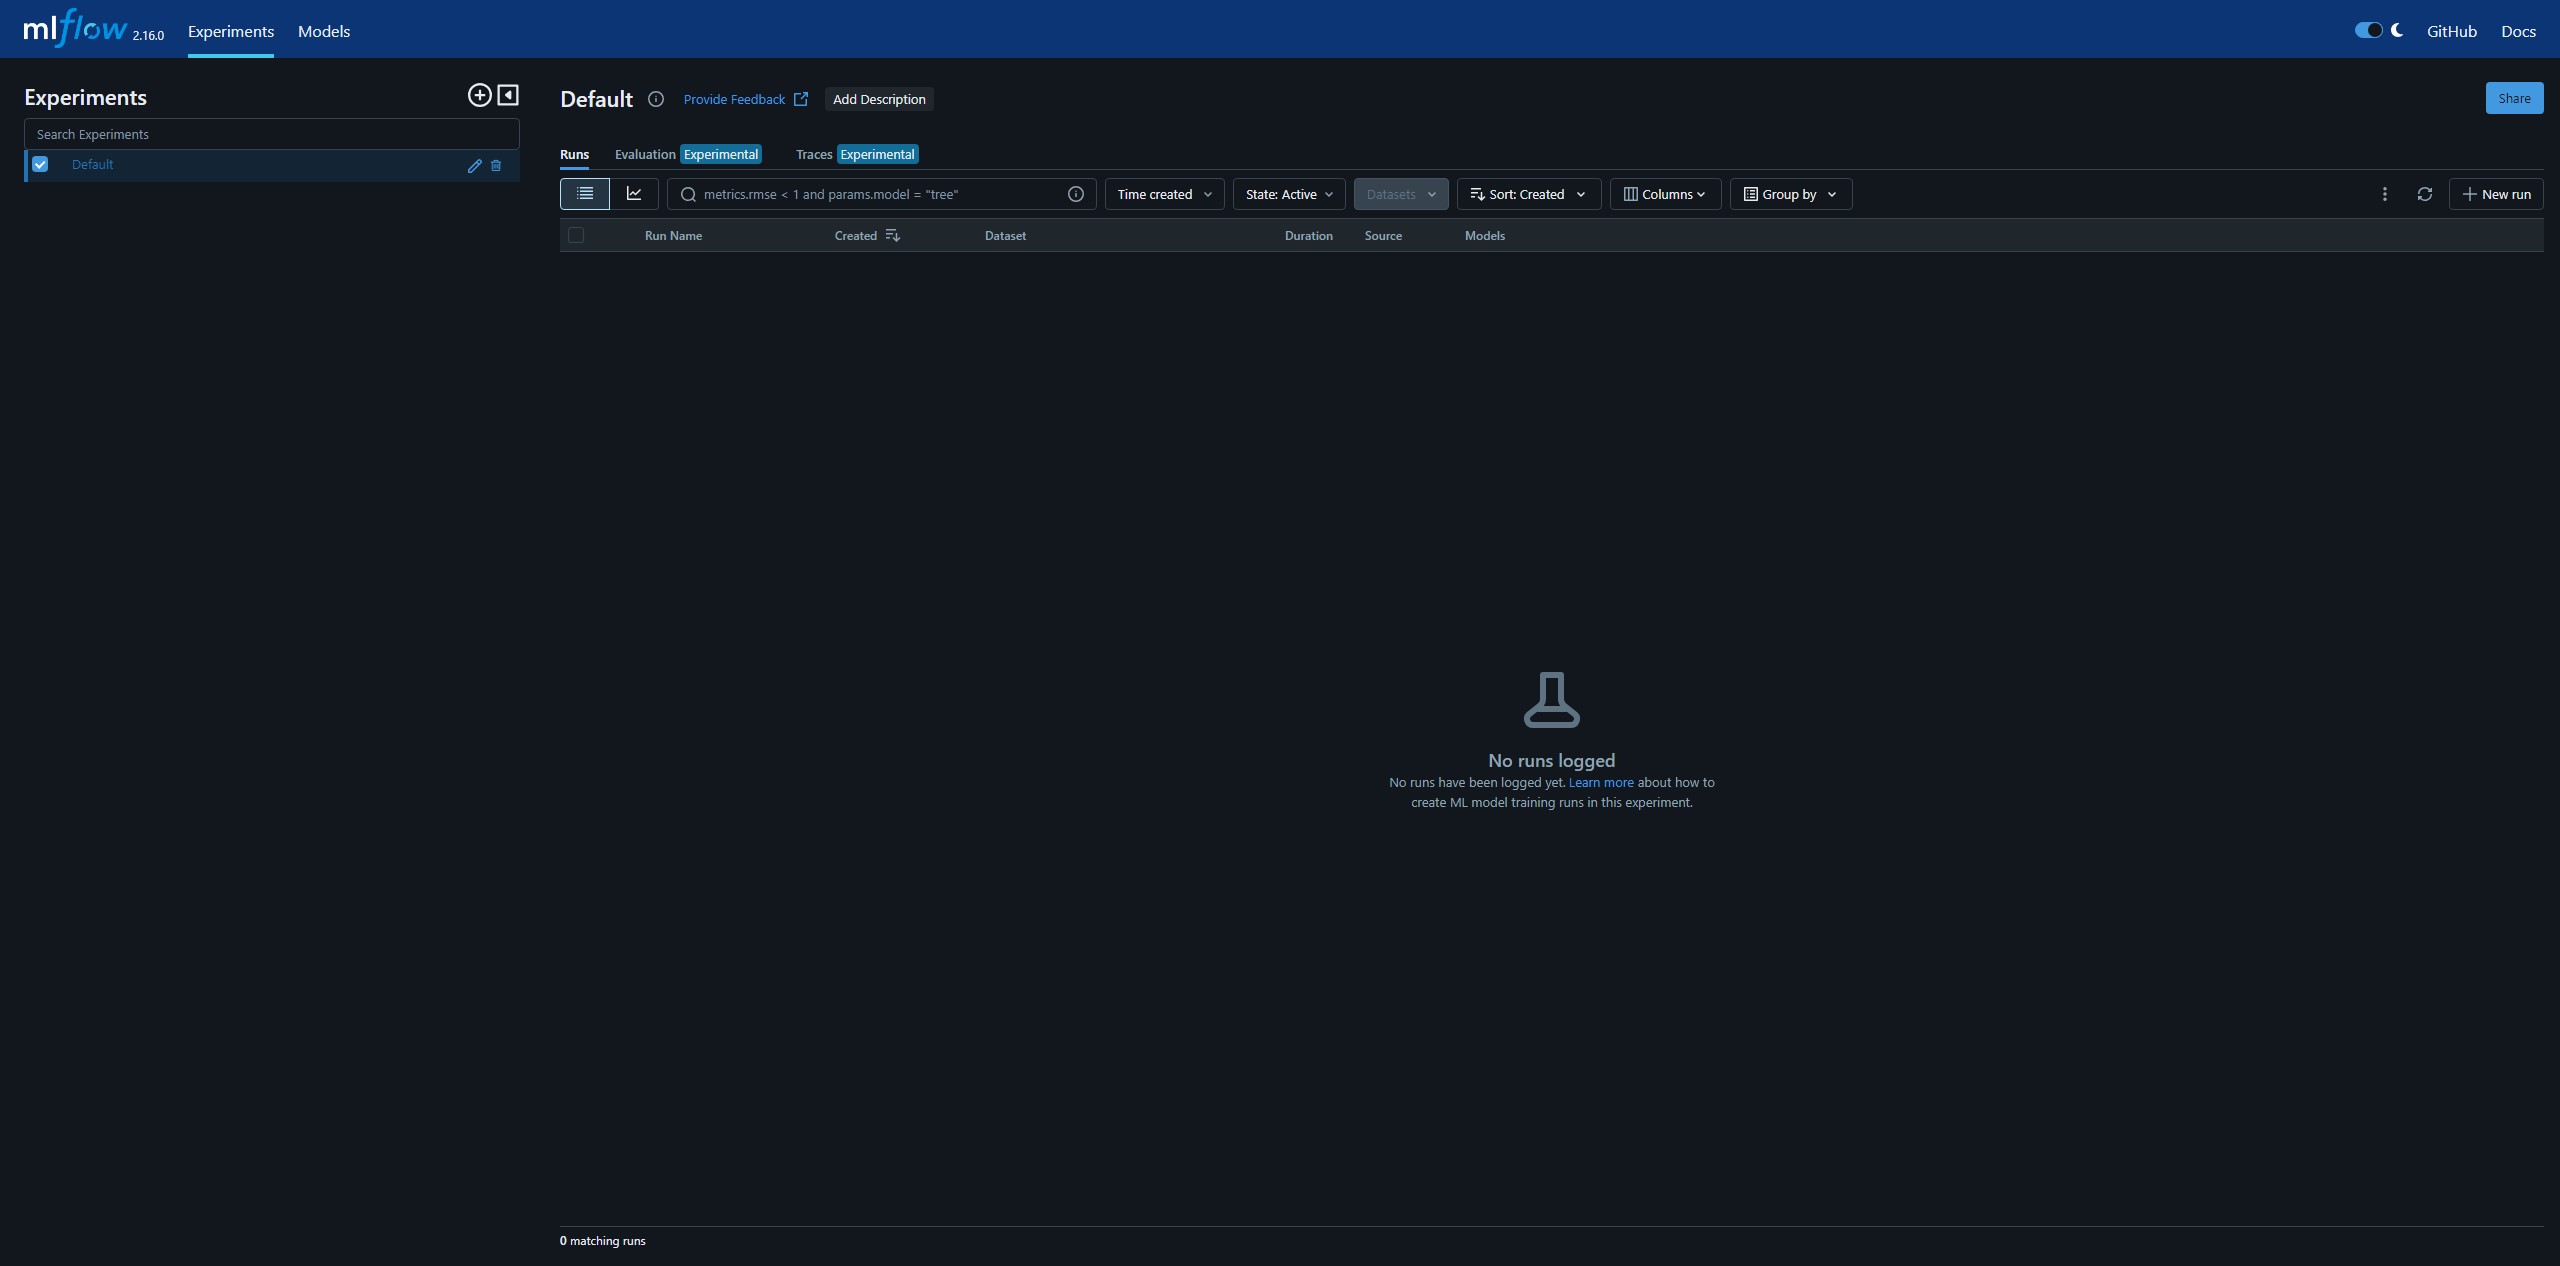 mlflow 2.16.0 Experiments Models GitHub Docs
Experiments
Search Experiments
Default
Default Provide Feedback Add Description Share
Runs Evaluation Experimental Traces Experimental
metrics.rmse < 1 and params.model = "tree" Time created State: Active Datasets Sort: Created Columns Group by New run
Run Name Created Dataset Duration Source Models
No runs logged
No runs have been logged yet. Learn more about how to
create ML model training runs in this experiment.
0 matching runs